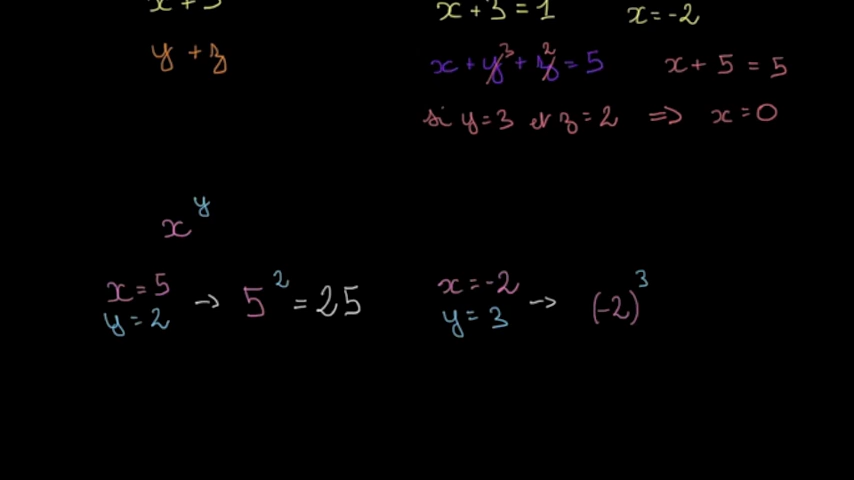 x + 3
x + 3 = 1
x = -2
y + z
x + y³ + z² = 5
x + 5 = 5
si y = 3 et z = 2 => x = 0
x^y
x = 5
y = 2
→ 5² = 25
x = -2
y = 3
→ (-2)³